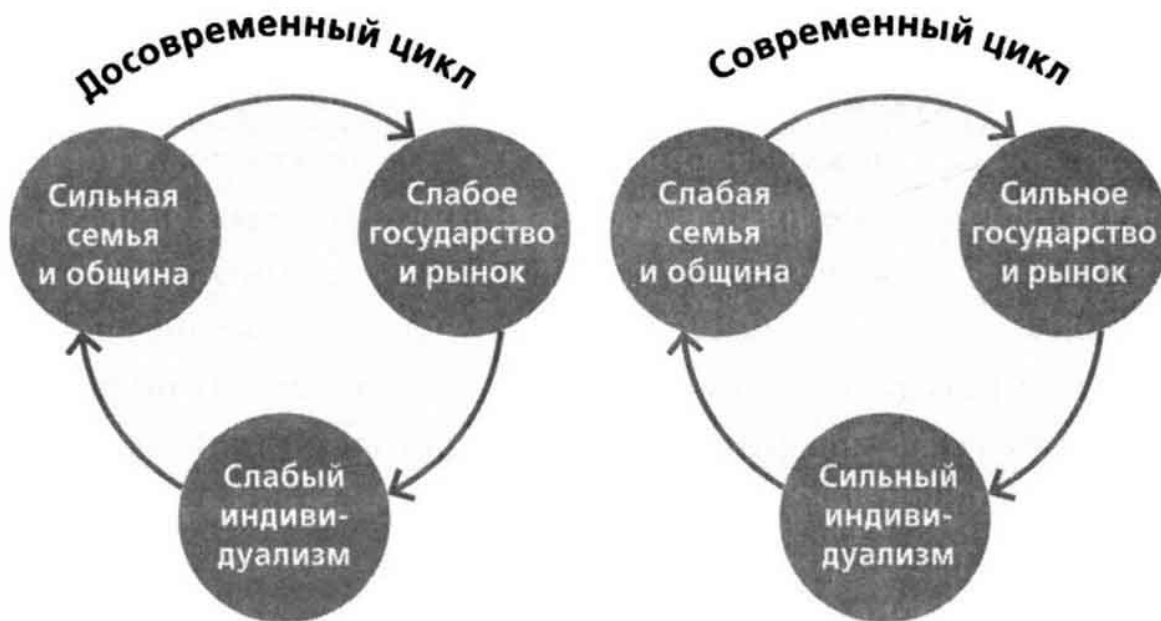 Досовременный цикл
Сильная
семья
и община
Слабое
государство
и рынок
Слабый
индиви-
дуализм
Современный цикл
Слабая
семья
и община
Сильное
государство
и рынок
Сильный
индиви-
дуализм